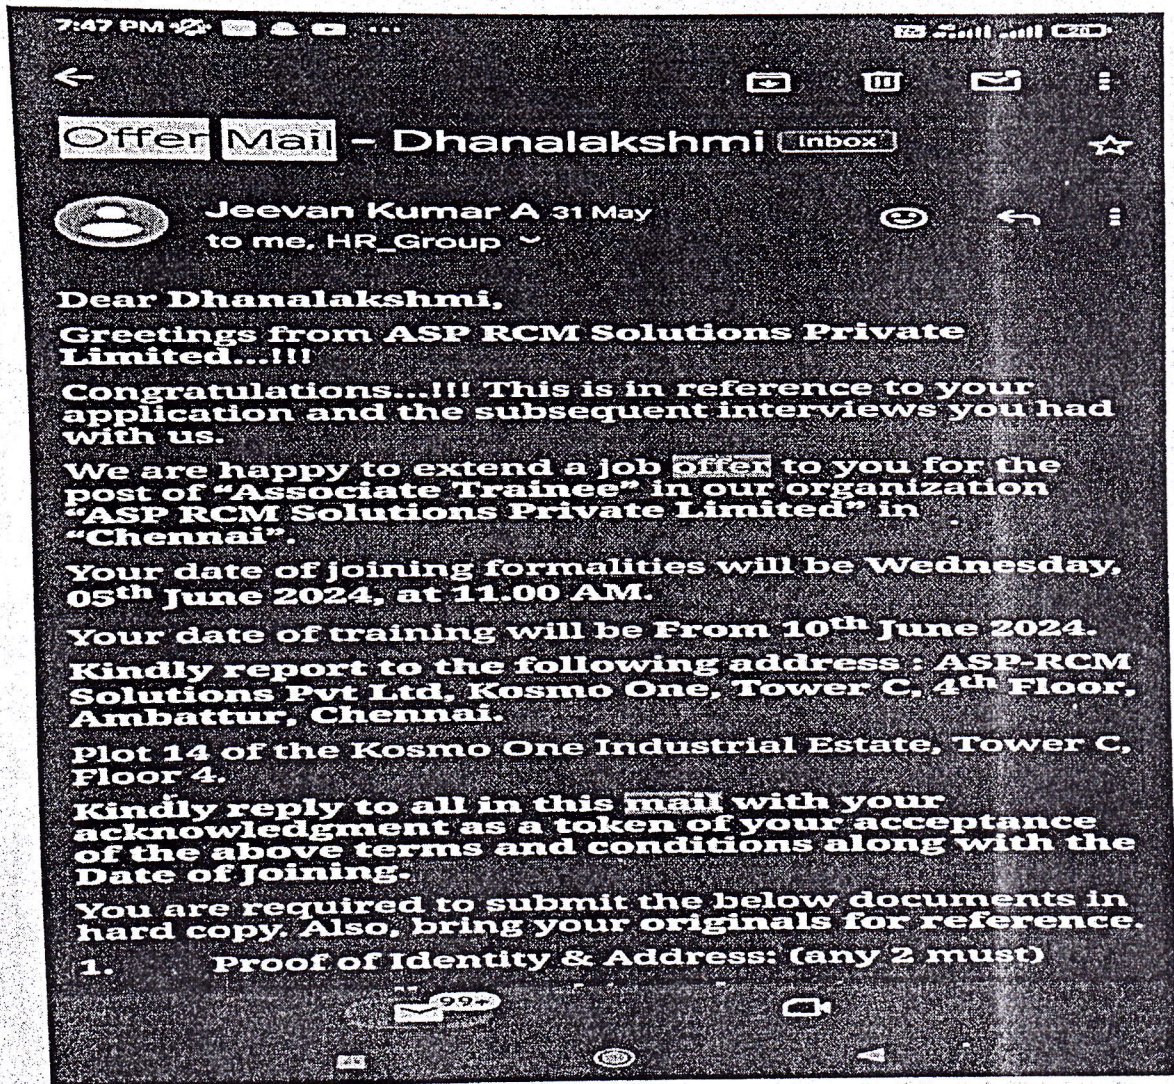 7:47 PM
Offer Mail – Dhanalakshmi Inbox
Jeevan Kumar A 31 May
to me, HR_Group
Dear Dhanalakshmi,
Greetings from ASP RCM Solutions Private
Limited...!!!
Congratulations...!!! This is in reference to your
application and the subsequent interviews you had
with us.
We are happy to extend a job offer to you for the
post of “Associate Trainee” in our organization
“ASP RCM Solutions Private Limited” in
“Chennai”.
Your date of joining formalities will be Wednesday,
05th June 2024, at 11.00 AM.
Your date of training will be From 10th June 2024.
Kindly report to the following address : ASP-RCM
Solutions Pvt Ltd, Kosmo One, Tower C, 4th Floor,
Ambattur, Chennai.
Plot 14 of the Kosmo One Industrial Estate, Tower C,
Floor 4.
Kindly reply to all in this mail with your
acknowledgment as a token of your acceptance
of the above terms and conditions along with the
Date of Joining.
You are required to submit the below documents in
hard copy. Also, bring your originals for reference.
1. Proof of Identity & Address: (any 2 must)
99+